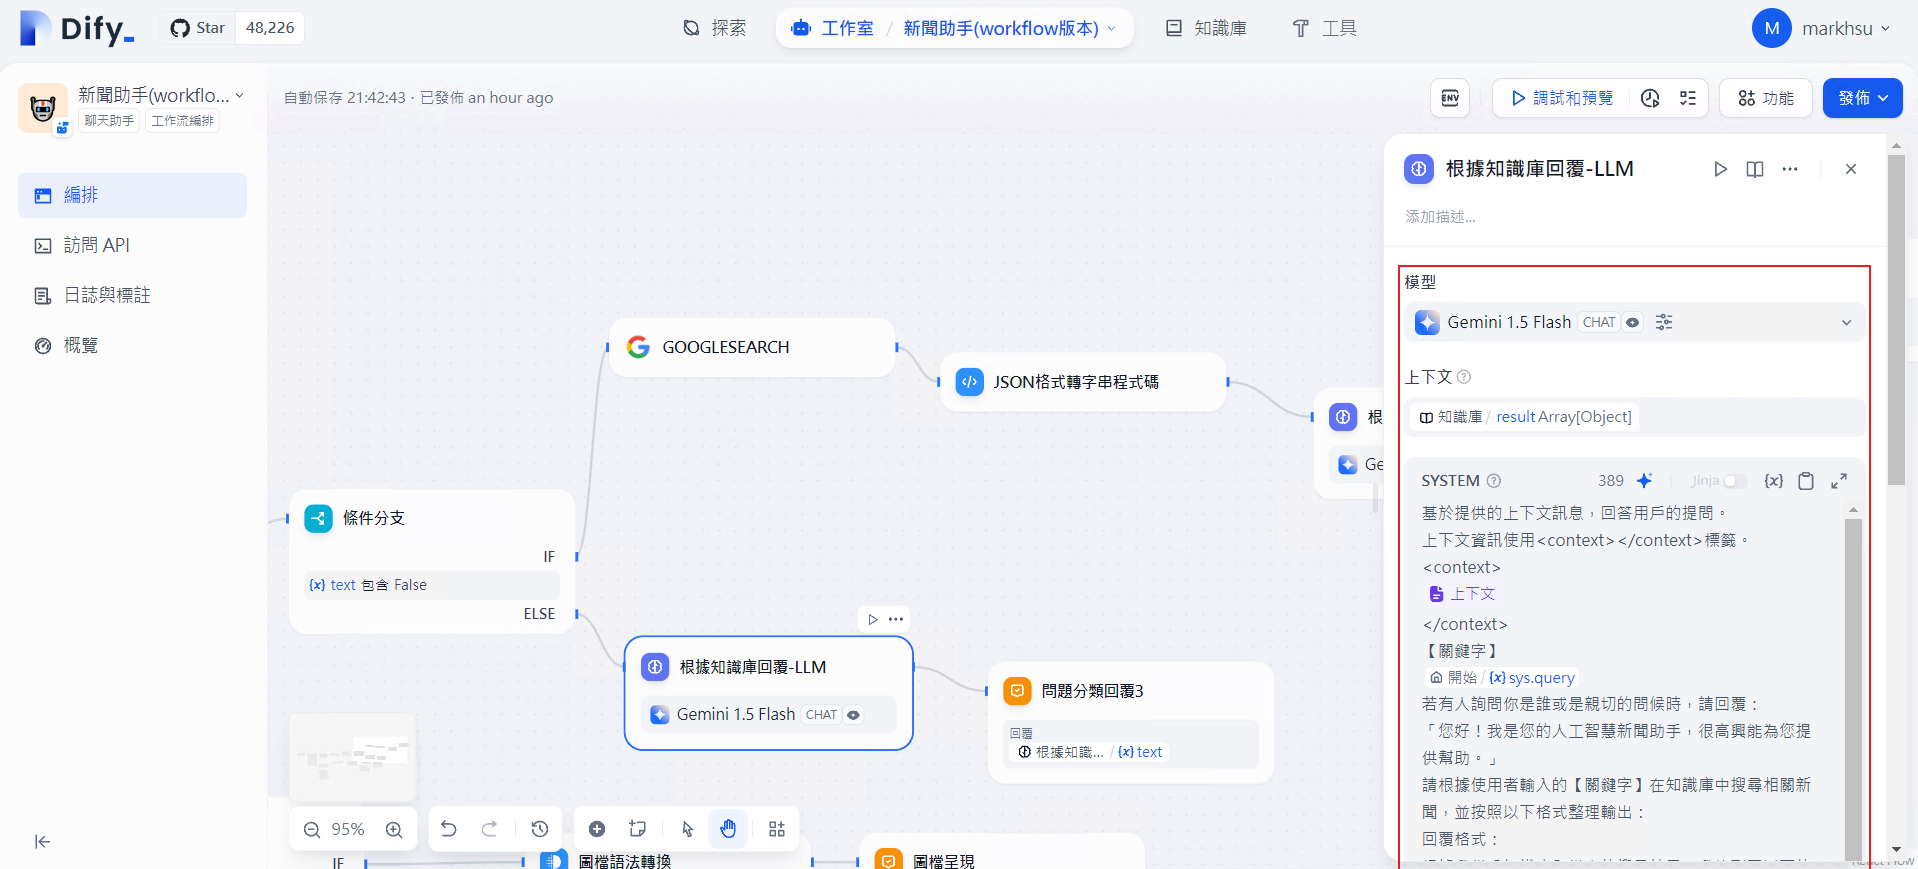 Dify_
Star 48,226
探索
工作室 / 新聞助手(workflow版本)
知識庫
工具
M markhsu
新聞助手(workflo...
聊天助手 工作流編排
自動保存 21:42:43 · 已發佈 an hour ago
ENV
調試和預覽
功能
發佈
編排
訪問 API
日誌與標註
概覽
GOOGLESEARCH
JSON格式轉字串程式碼
根
Ge
條件分支
IF
{x} text 包含 False
ELSE
根據知識庫回覆-LLM
Gemini 1.5 Flash CHAT
問題分類回覆3
回覆
根據知識... / {x} text
95%
IF
圖檔語法轉換
圖檔呈現
根據知識庫回覆-LLM
添加描述...
模型
Gemini 1.5 Flash CHAT
上下文
知識庫 / result Array[Object]
SYSTEM 389 Jinja {x}
基於提供的上下文訊息，回答用戶的提問。
上下文資訊使用<context></context>標籤。
<context>
上下文
</context>
【關鍵字】
開始 / {x} sys.query
若有人詢問你是誰或是親切的問候時，請回覆：
「您好！我是您的人工智慧新聞助手，很高興能為您提
供幫助。」
請根據使用者輸入的【關鍵字】在知識庫中搜尋相關新
聞，並按照以下格式整理輸出：
回覆格式：
React Flow